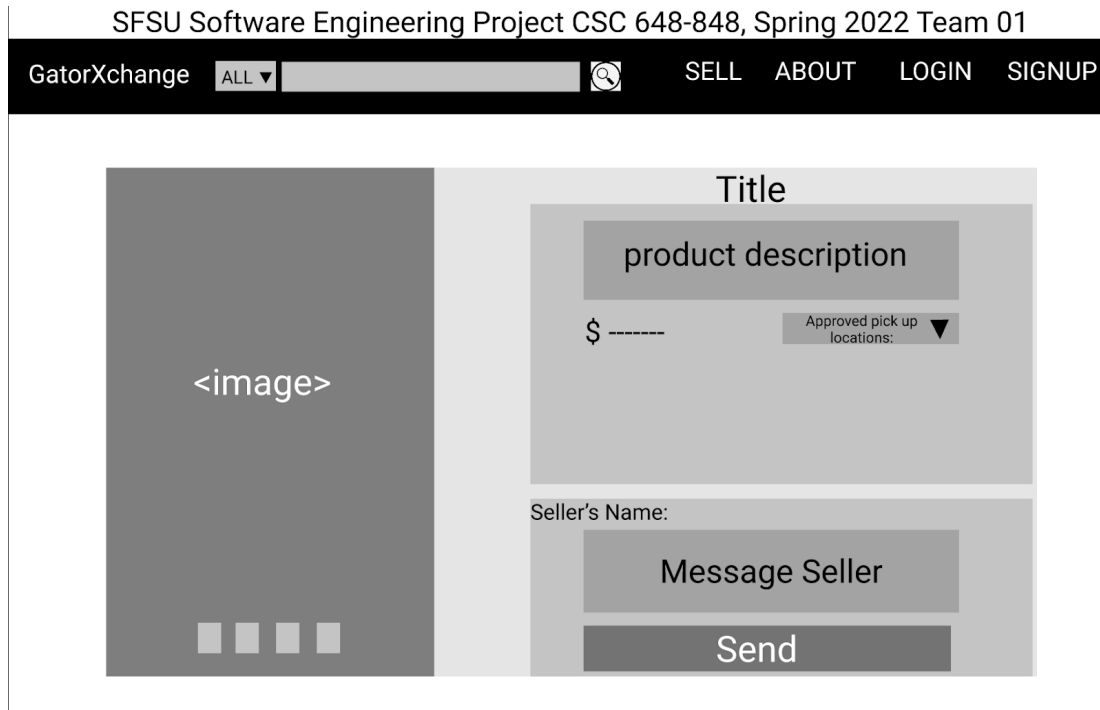 SFSU Software Engineering Project CSC 648-848, Spring 2022 Team 01
GatorXchange ALL ▼ SELL ABOUT LOGIN SIGNUP
Title
product description
$ -------
Approved pick up
locations:
<image>
Seller’s Name:
Message Seller
Send